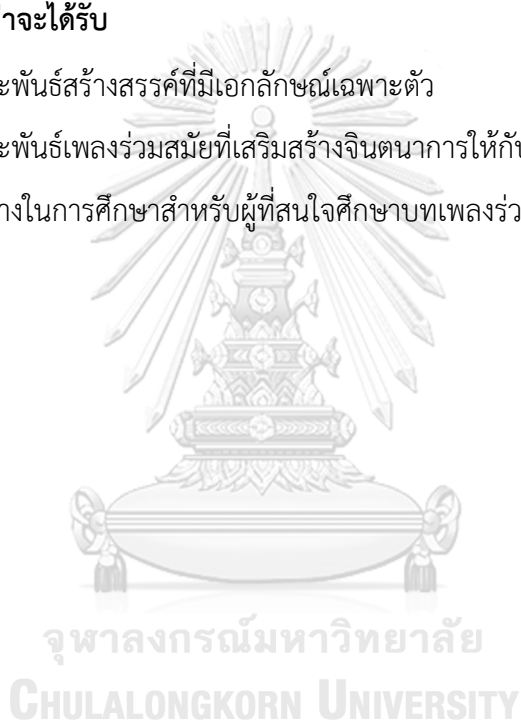 าจะได้รับ
ะพันธ์สร้างสรรค์ที่มีเอกลักษณ์เฉพาะตัว
ะพันธ์เพลงร่วมสมัยที่เสริมสร้างจินตนาการให้กับ
างในการศึกษาสำหรับผู้ที่สนใจศึกษาบทเพลงร่ว
จุฬาลงกรณ์มหาวิทยาลัย
CHULALONGKORN UNIVERSITY